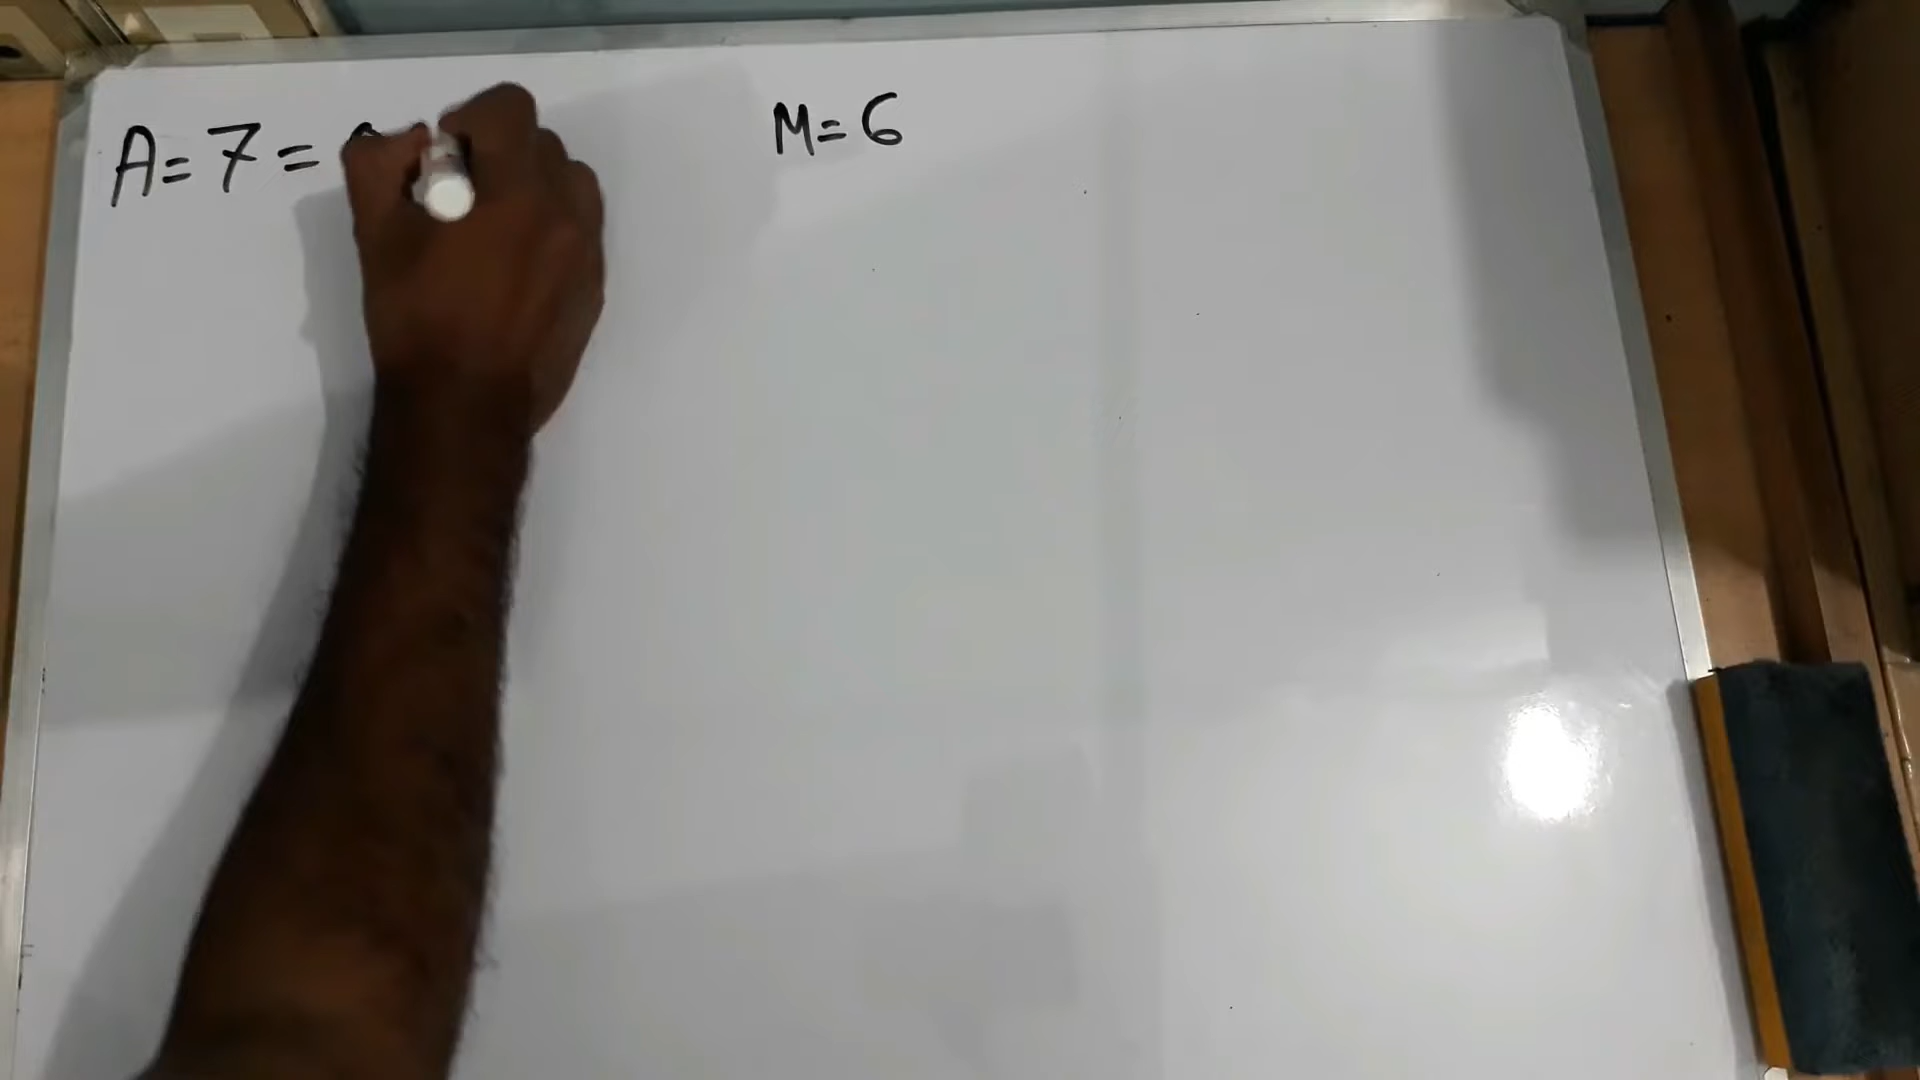 A = 7 = M = 6